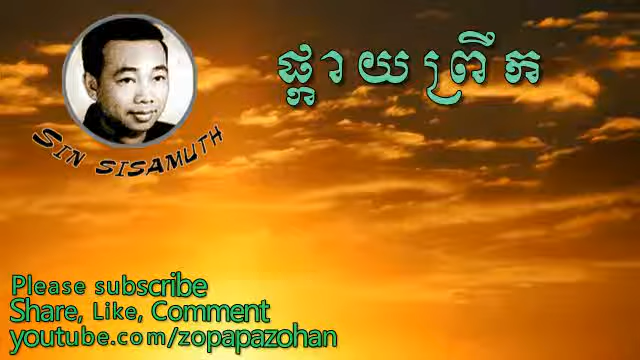 ផ្កាយព្រឹក
SIN SISAMUTH
Please subscribe
Share, Like, Comment
youtube.com/zopapazohan